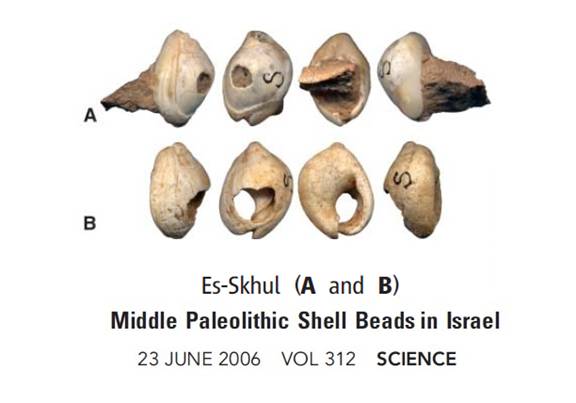 A
S
S
B
S
S
Es-Skhul (A and B)
Middle Paleolithic Shell Beads in Israel
23 JUNE 2006 VOL 312 SCIENCE